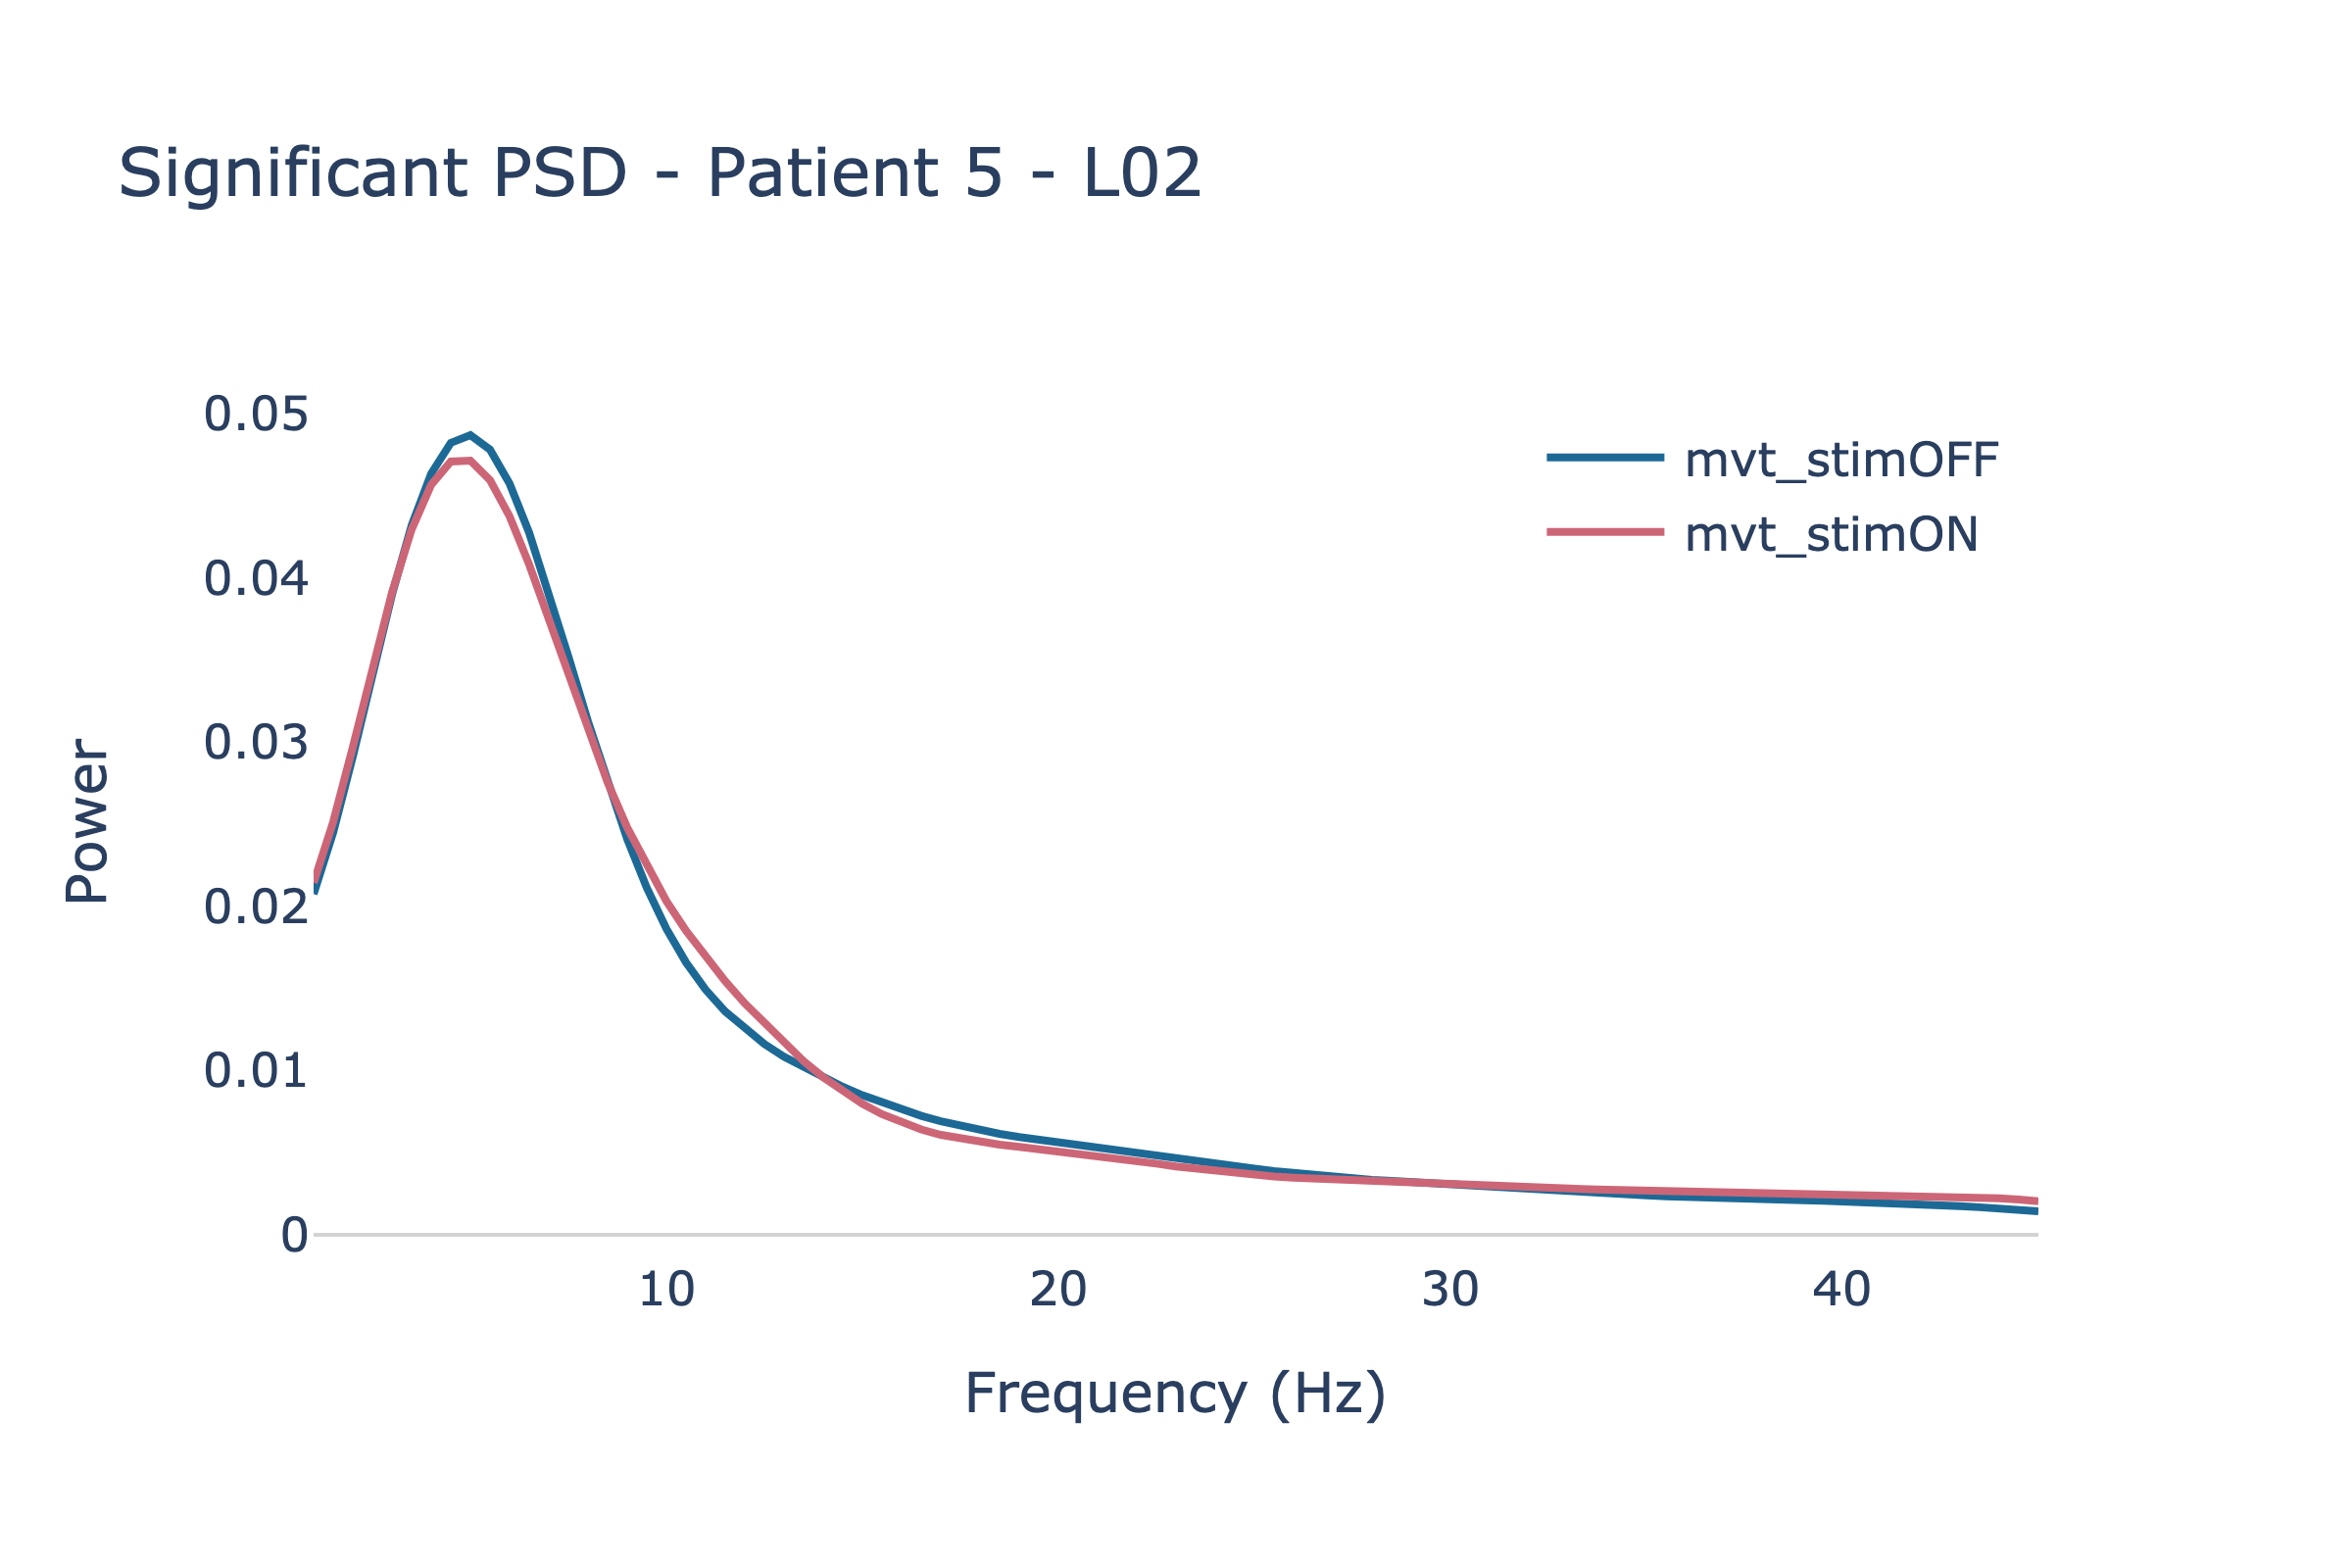 Significant PSD - Patient 5 - L02
0.05
mvt_stimOFF
mvt_stimON
0.04
0.03
Power
0.02
0.01
0
10 20 30 40
Frequency (Hz)